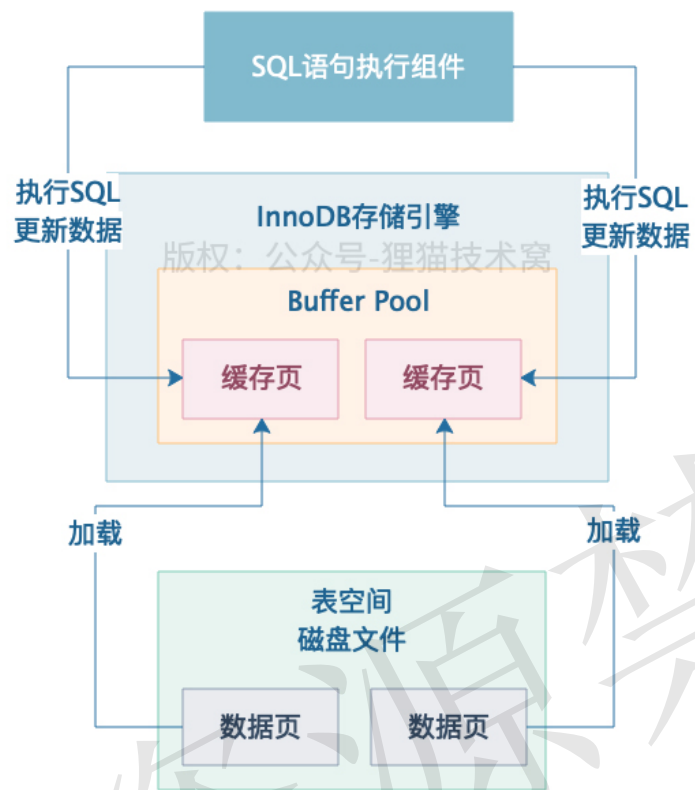 SQL语句执行组件
执行SQL
更新数据
执行SQL
更新数据
InnoDB存储引擎
版权：公众号-狸猫技术窝
Buffer Pool
缓存页
缓存页
加载
加载
表空间
磁盘文件
数据页
数据页
源禁